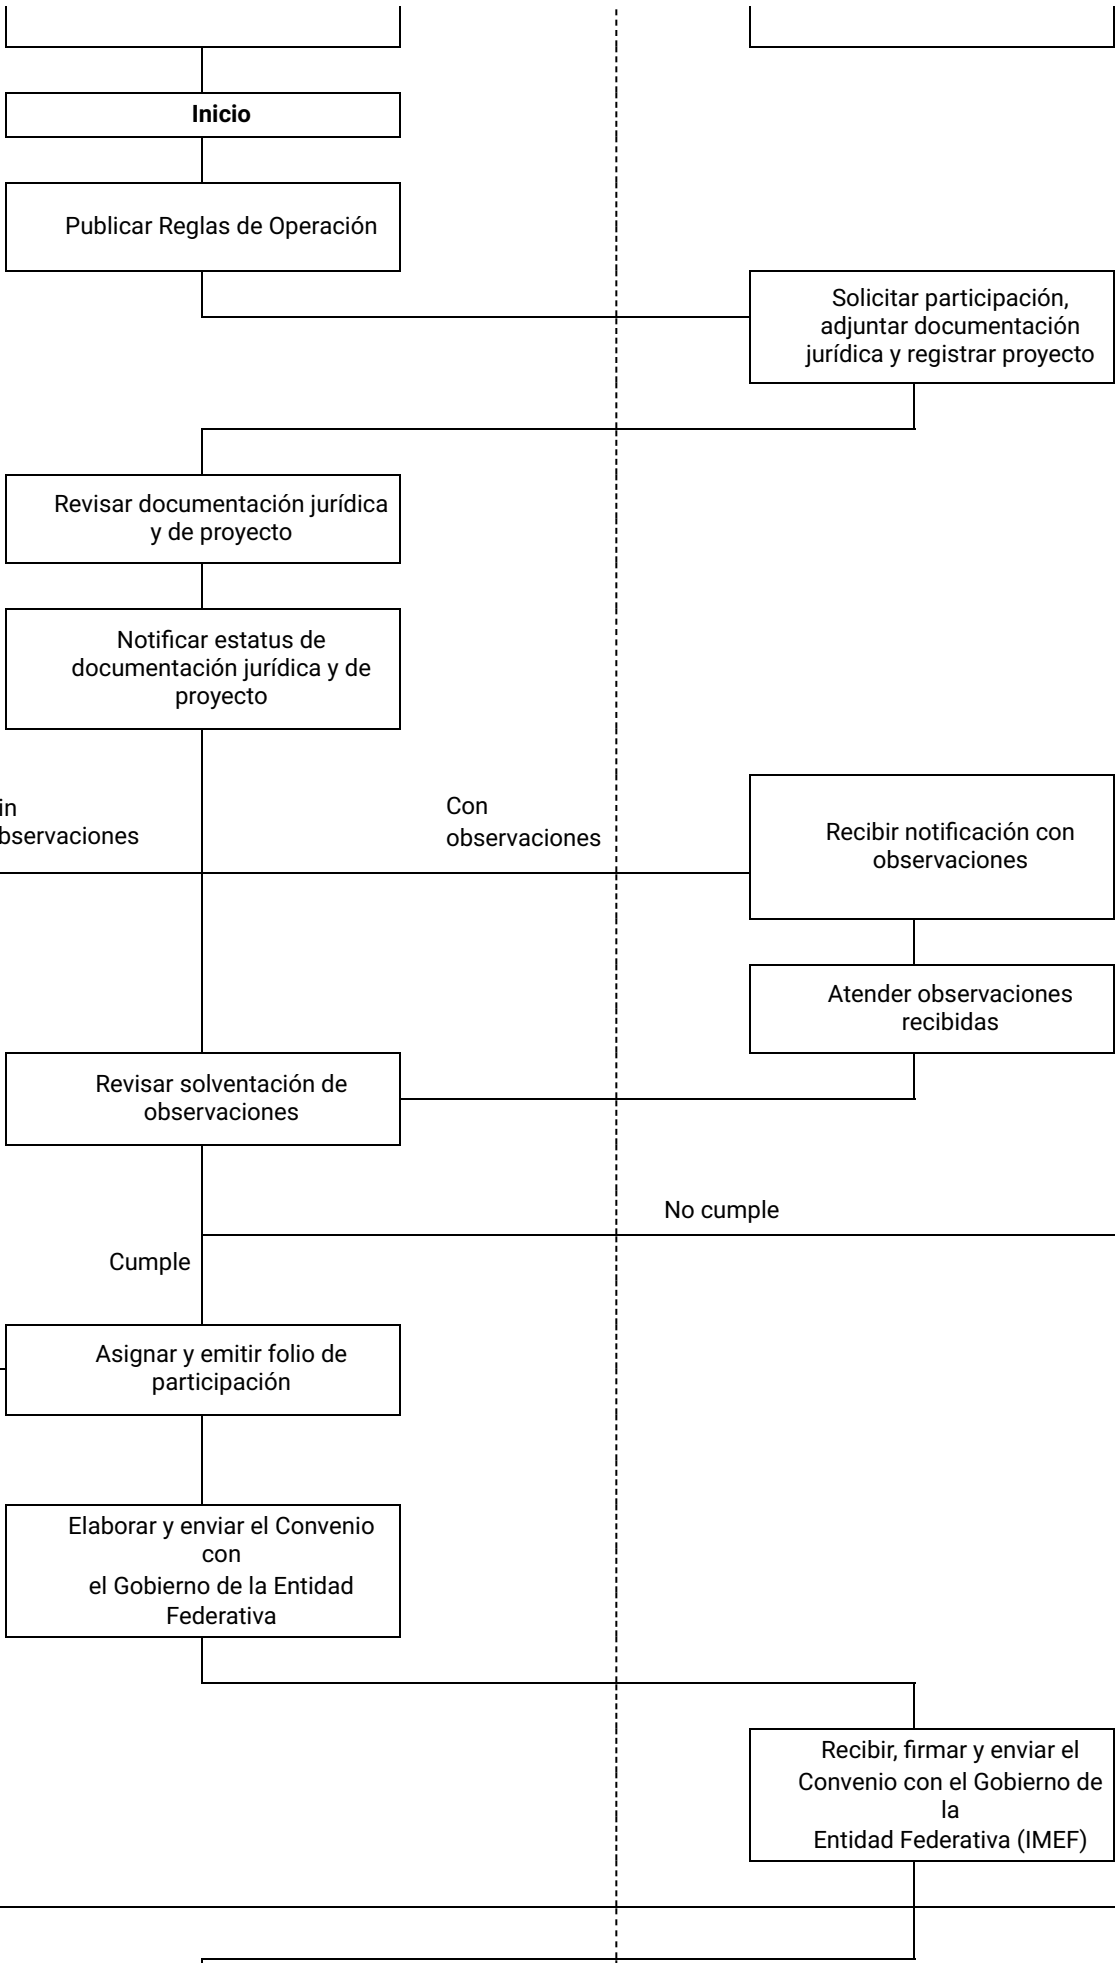 Inicio
Publicar Reglas de Operación
Solicitar participación,
adjuntar documentación
jurídica y registrar proyecto
Revisar documentación jurídica
y de proyecto
Notificar estatus de
documentación jurídica y de
proyecto
in
bservaciones
Con
observaciones
Recibir notificación con
observaciones
Atender observaciones
recibidas
Revisar solventación de
observaciones
No cumple
Cumple
Asignar y emitir folio de
participación
Elaborar y enviar el Convenio
con
el Gobierno de la Entidad
Federativa
Recibir, firmar y enviar el
Convenio con el Gobierno de
la
Entidad Federativa (IMEF)